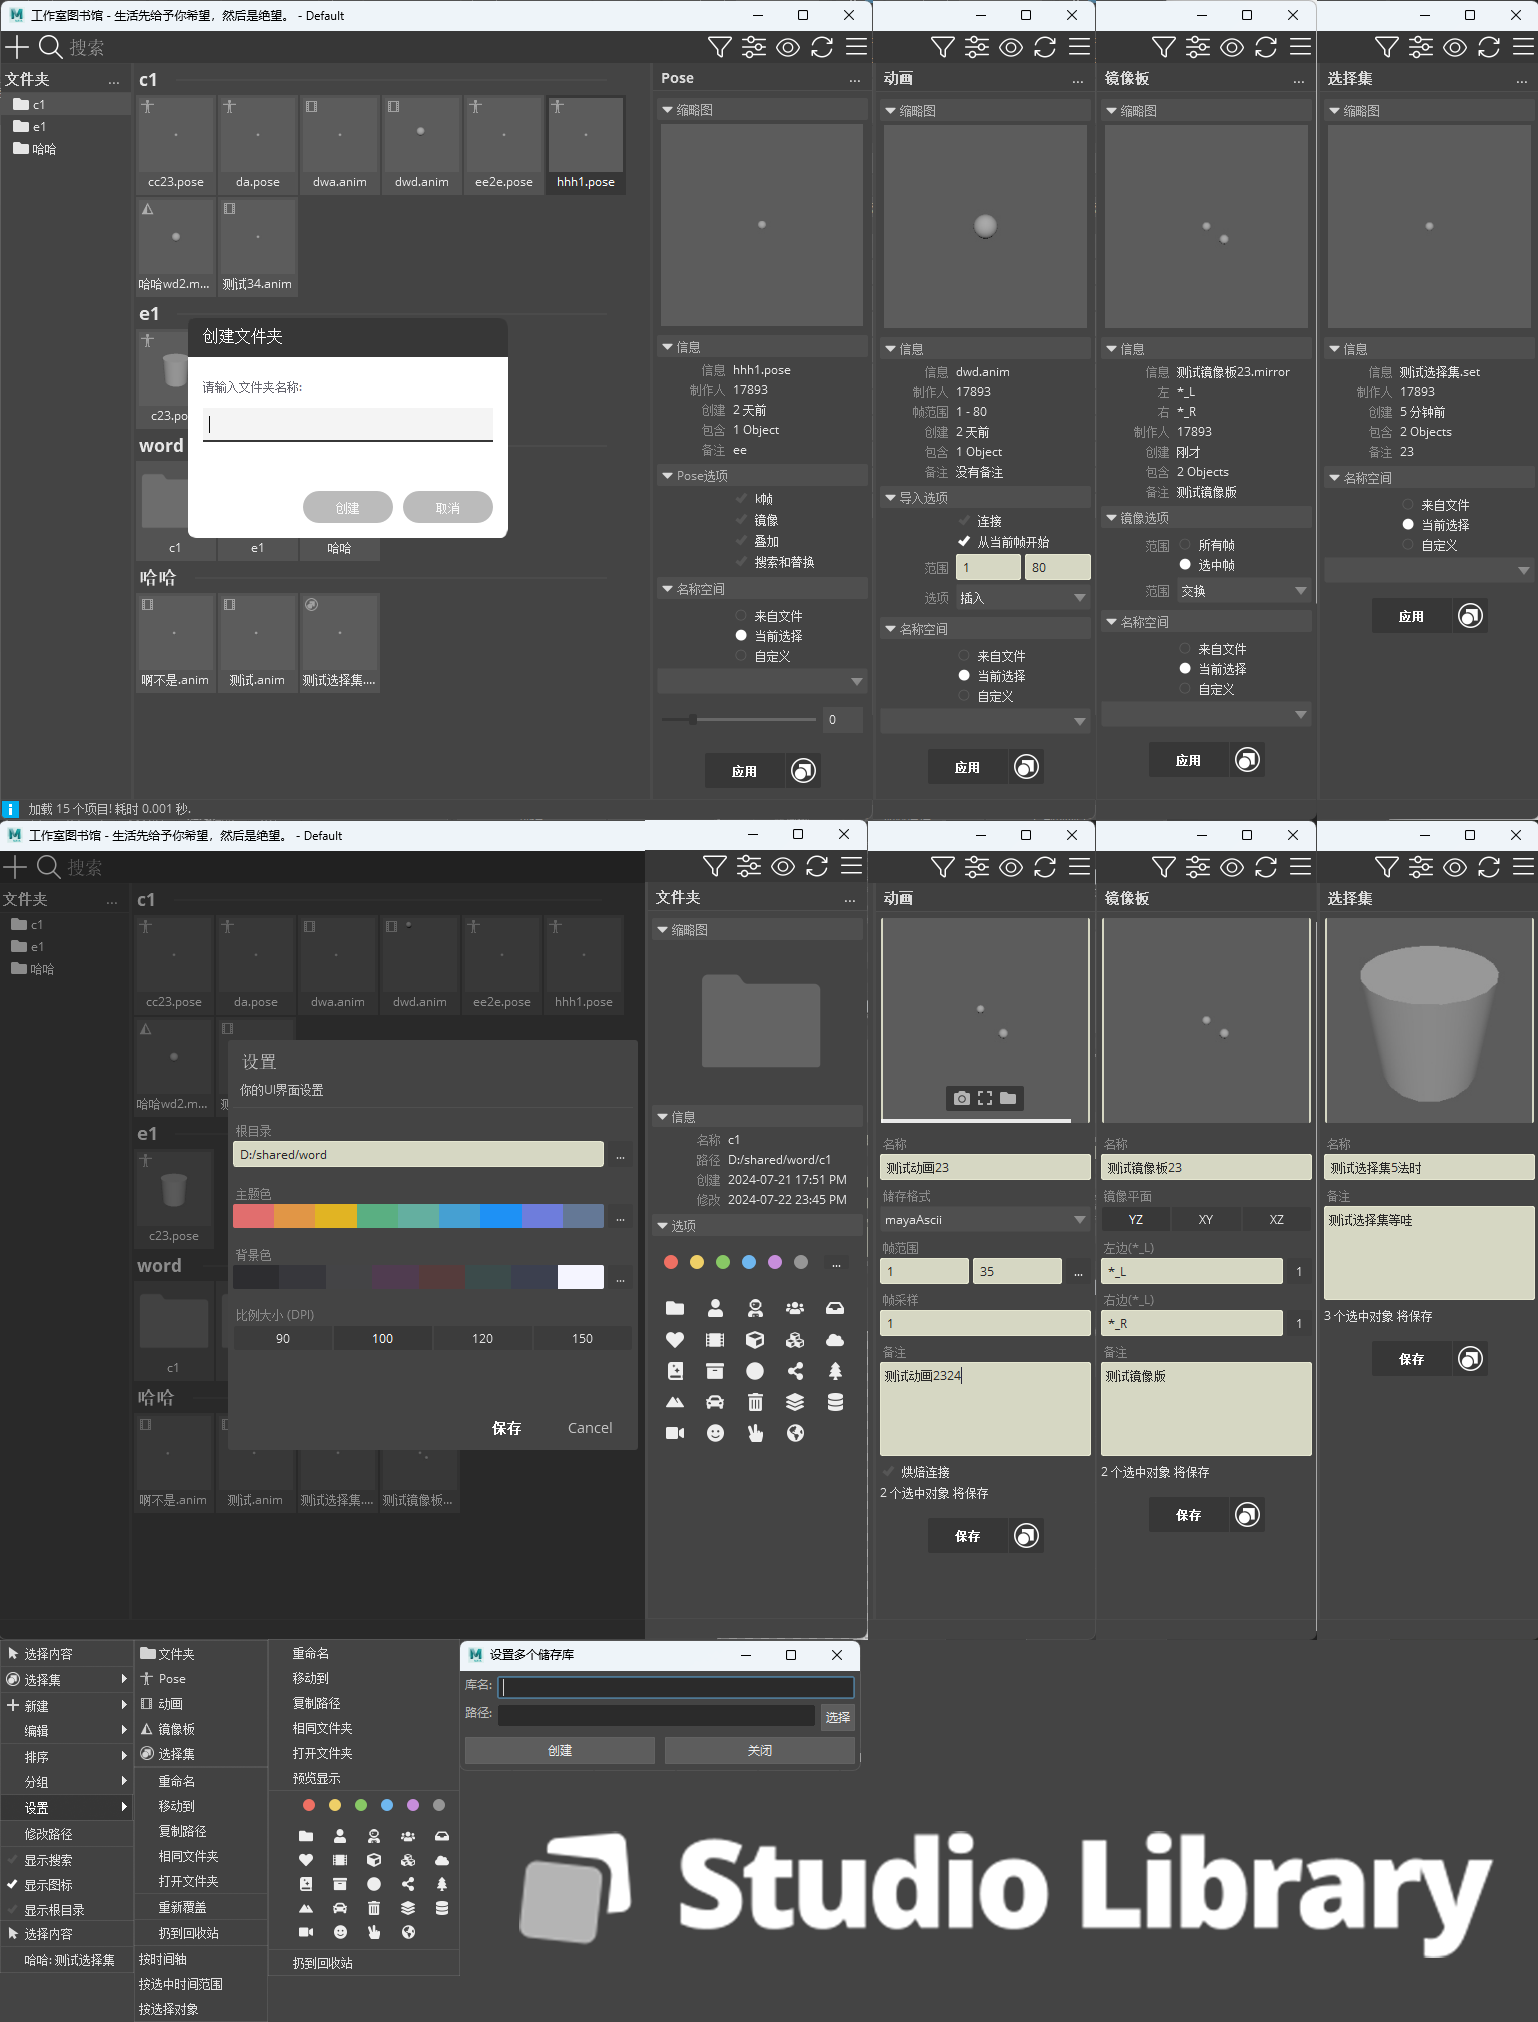 工作室图书馆 - 生活先给予你希望，然后是绝望。 - Default
搜索
文件夹
...
c1
e1
哈哈
c1
cc23.pose
da.pose
dwa.anim
dwd.anim
ee2e.pose
hhh1.pose
哈哈wd2.m...
测试34.anim
e1
c23.po
word
c1
e1
哈哈
哈哈
啊不是.anim
测试.anim
测试选择集....
创建文件夹
请输入文件夹名称:
创建
取消
加载 15 个项目! 耗时 0.001 秒.
Pose
...
缩略图
信息
信息 hhh1.pose
制作人 17893
创建 2 天前
包含 1 Object
备注 ee
Pose选项
k帧
镜像
叠加
搜索和替换
名称空间
来自文件
当前选择
自定义
0
应用
动画
...
缩略图
信息
信息 dwd.anim
制作人 17893
帧范围 1 - 80
创建 2 天前
包含 1 Object
备注 没有备注
导入选项
连接
从当前帧开始
范围 1 80
选项 插入
名称空间
来自文件
当前选择
自定义
应用
镜像板
...
缩略图
信息
信息 测试镜像板23.mirror
左 *_L
右 *_R
制作人 17893
创建 刚才
包含 2 Objects
备注 测试镜像版
镜像选项
范围 所有帧
选中帧
范围 交换
名称空间
来自文件
当前选择
自定义
应用
选择集
...
缩略图
信息
信息 测试选择集.set
制作人 17893
创建 5 分钟前
包含 2 Objects
备注 23
名称空间
来自文件
当前选择
自定义
应用
工作室图书馆 - 生活先给予你希望，然后是绝望。 - Default
搜索
文件夹
...
c1
e1
哈哈
c1
cc23.pose
da.pose
dwa.anim
dwd.anim
ee2e.pose
hhh1.pose
哈哈wd2.m...
e1
c23.pose
word
c1
哈哈
啊不是.anim
测试.anim
测试选择集....
测试镜像板...
设置
你的UI界面设置
根目录
D:/shared/word
...
主题色
...
背景色
...
比例大小 (DPI)
90 100 120 150
保存 Cancel
文件夹
...
缩略图
信息
名称 c1
路径 D:/shared/word/c1
创建 2024-07-21 17:51 PM
修改 2024-07-22 23:45 PM
选项
...
动画
名称
测试动画23
储存格式
mayaAscii
帧范围
1 35 ...
帧采样
1
备注
测试动画2324
烘焙连接
2 个选中对象 将保存
保存
镜像板
名称
测试镜像板23
镜像平面
YZ XY XZ
左边(*_L)
*_L 1
右边(*_L)
*_R 1
备注
测试镜像版
2 个选中对象 将保存
保存
选择集
名称
测试选择集5法时
备注
测试选择集等哇
3 个选中对象 将保存
保存
选择内容
选择集
新建
编辑
排序
分组
设置
修改路径
显示搜索
显示图标
显示根目录
选择内容
哈哈: 测试选择集
文件夹
Pose
动画
镜像板
选择集
重命名
移动到
复制路径
相同文件夹
打开文件夹
重新覆盖
扔到回收站
按时间轴
按选中时间范围
按选择对象
重命名
移动到
复制路径
相同文件夹
打开文件夹
预览显示
扔到回收站
设置多个储存库
库名:
路径:
选择
创建
关闭
Studio Library